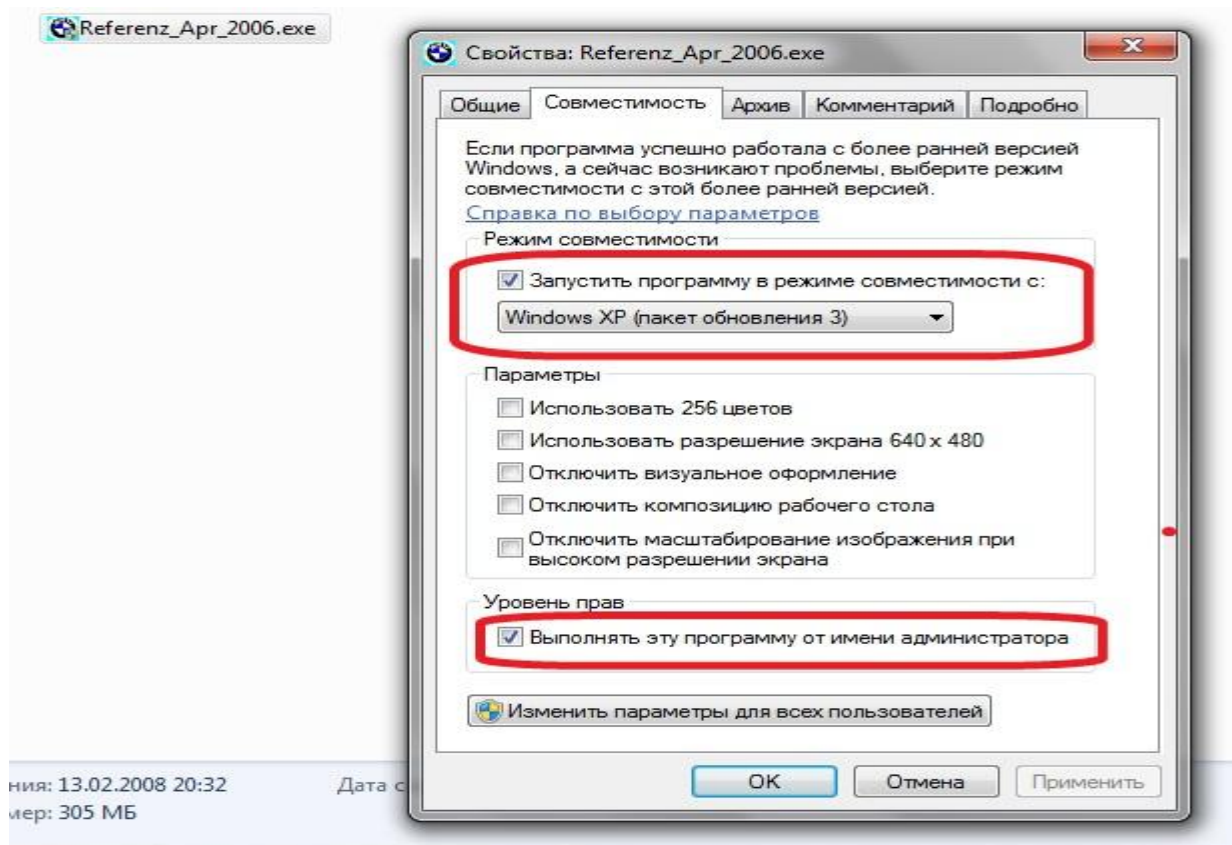 Referenz_Apr_2006.exe
Свойства: Referenz_Apr_2006.exe
Общие
Совместимость
Архив
Комментарий
Подробно
Если программа успешно работала с более ранней версией
Windows, а сейчас возникают проблемы, выберите режим
совместимости с этой более ранней версией.
Справка по выбору параметров
Режим совместимости
Запустить программу в режиме совместимости с:
Windows XP (пакет обновления 3)
Параметры
Использовать 256 цветов
Использовать разрешение экрана 640 x 480
Отключить визуальное оформление
Отключить композицию рабочего стола
Отключить масштабирование изображения при
высоком разрешении экрана
Уровень прав
Выполнять эту программу от имени администратора
Изменить параметры для всех пользователей
ния: 13.02.2008 20:32
Дата с
мер: 305 МБ
OK
Отмена
Применить